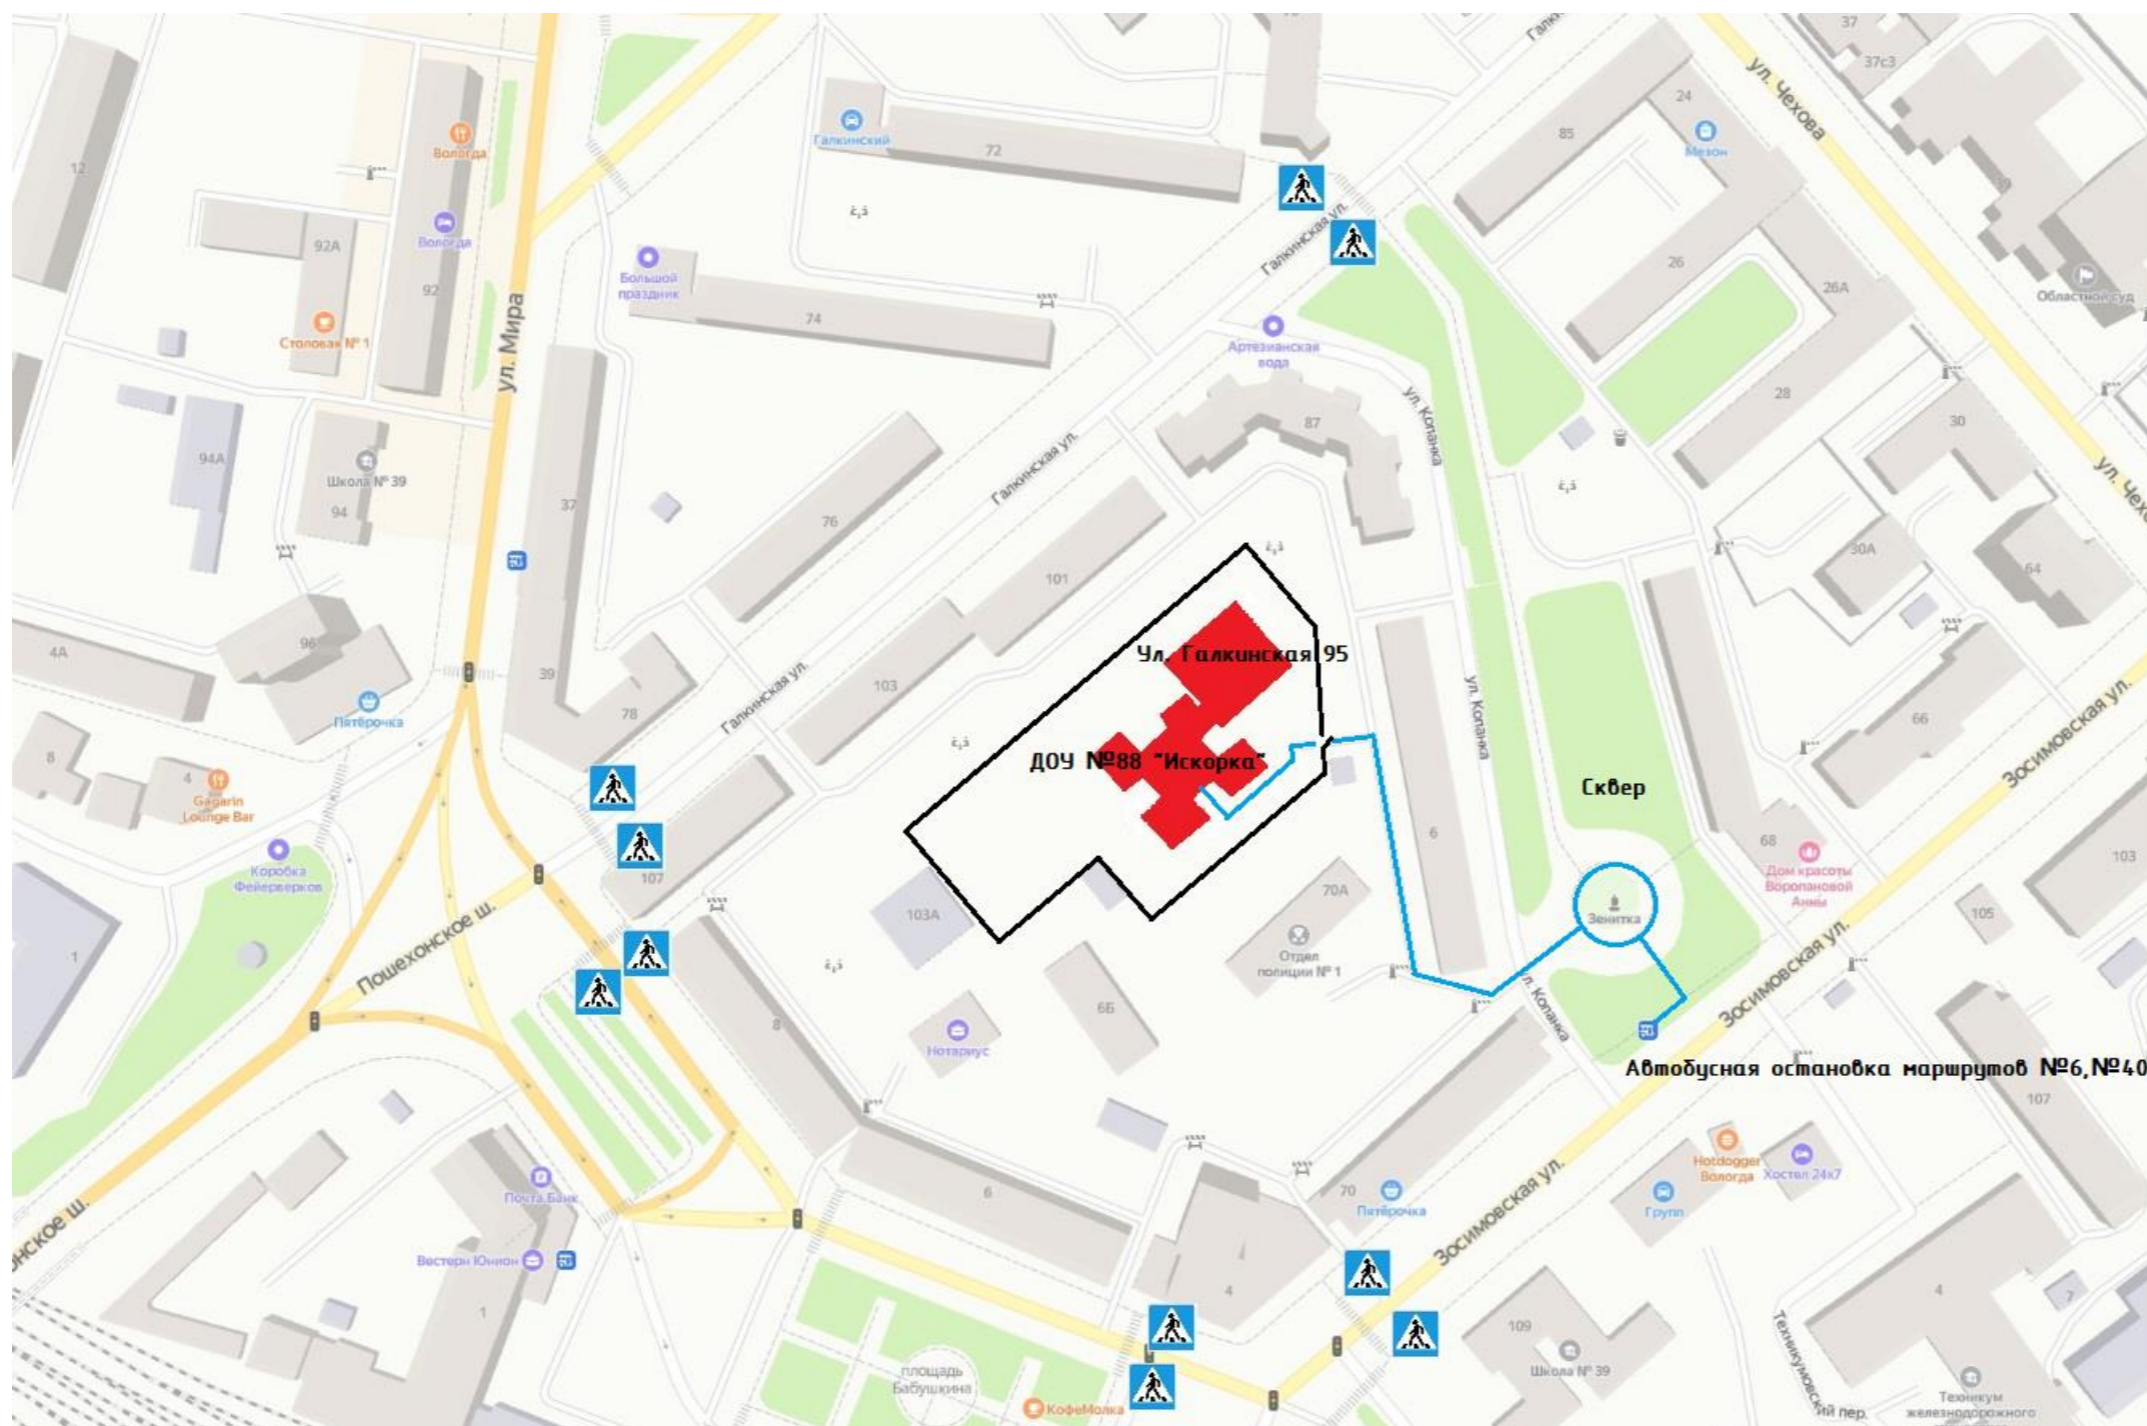 37
37с3
ул. Чехова
24
Мезон
85
Галкинский
72
12
Вологда
Вологда
92А
92
Столовая № 1
ул. Мира
Большой
праздник
74
Галкинская ул.
Артезианская
вода
26
26А
39
Областной суд
28
30
ул. Копанка
87
94А
Школа № 39
94
37
76
Галкинская ул.
101
30А
64
96
4А
Пятёрочка
39
78
Галкинская ул.
103
Ул. Галкинская 95
ДОУ №88 "Искорка"
ул. Копанка
66
Зосимовская ул.
Сквер
8
4
Gagarin
Lounge Bar
Коробка
Фейерверков
107
103А
70А
6
68
Дом красоты
Воропановой
Анны
103
105
Зенитка
Отдел
полиции № 1
1
Пошехонское ш.
8
6Б
Нотариус
ул. Копанка
Зосимовская ул.
Автобусная остановка маршрутов №6,№40
107
Hotdogger
Вологда
Хостел 24х7
Групп
Почта Банк
6
70
Пятёрочка
Зосимовская ул.
Вестерн Юнион
1
4
109
Школа № 39
4
7
площадь
Бабушкина
КофеМолка
Техникум
железнодорожного